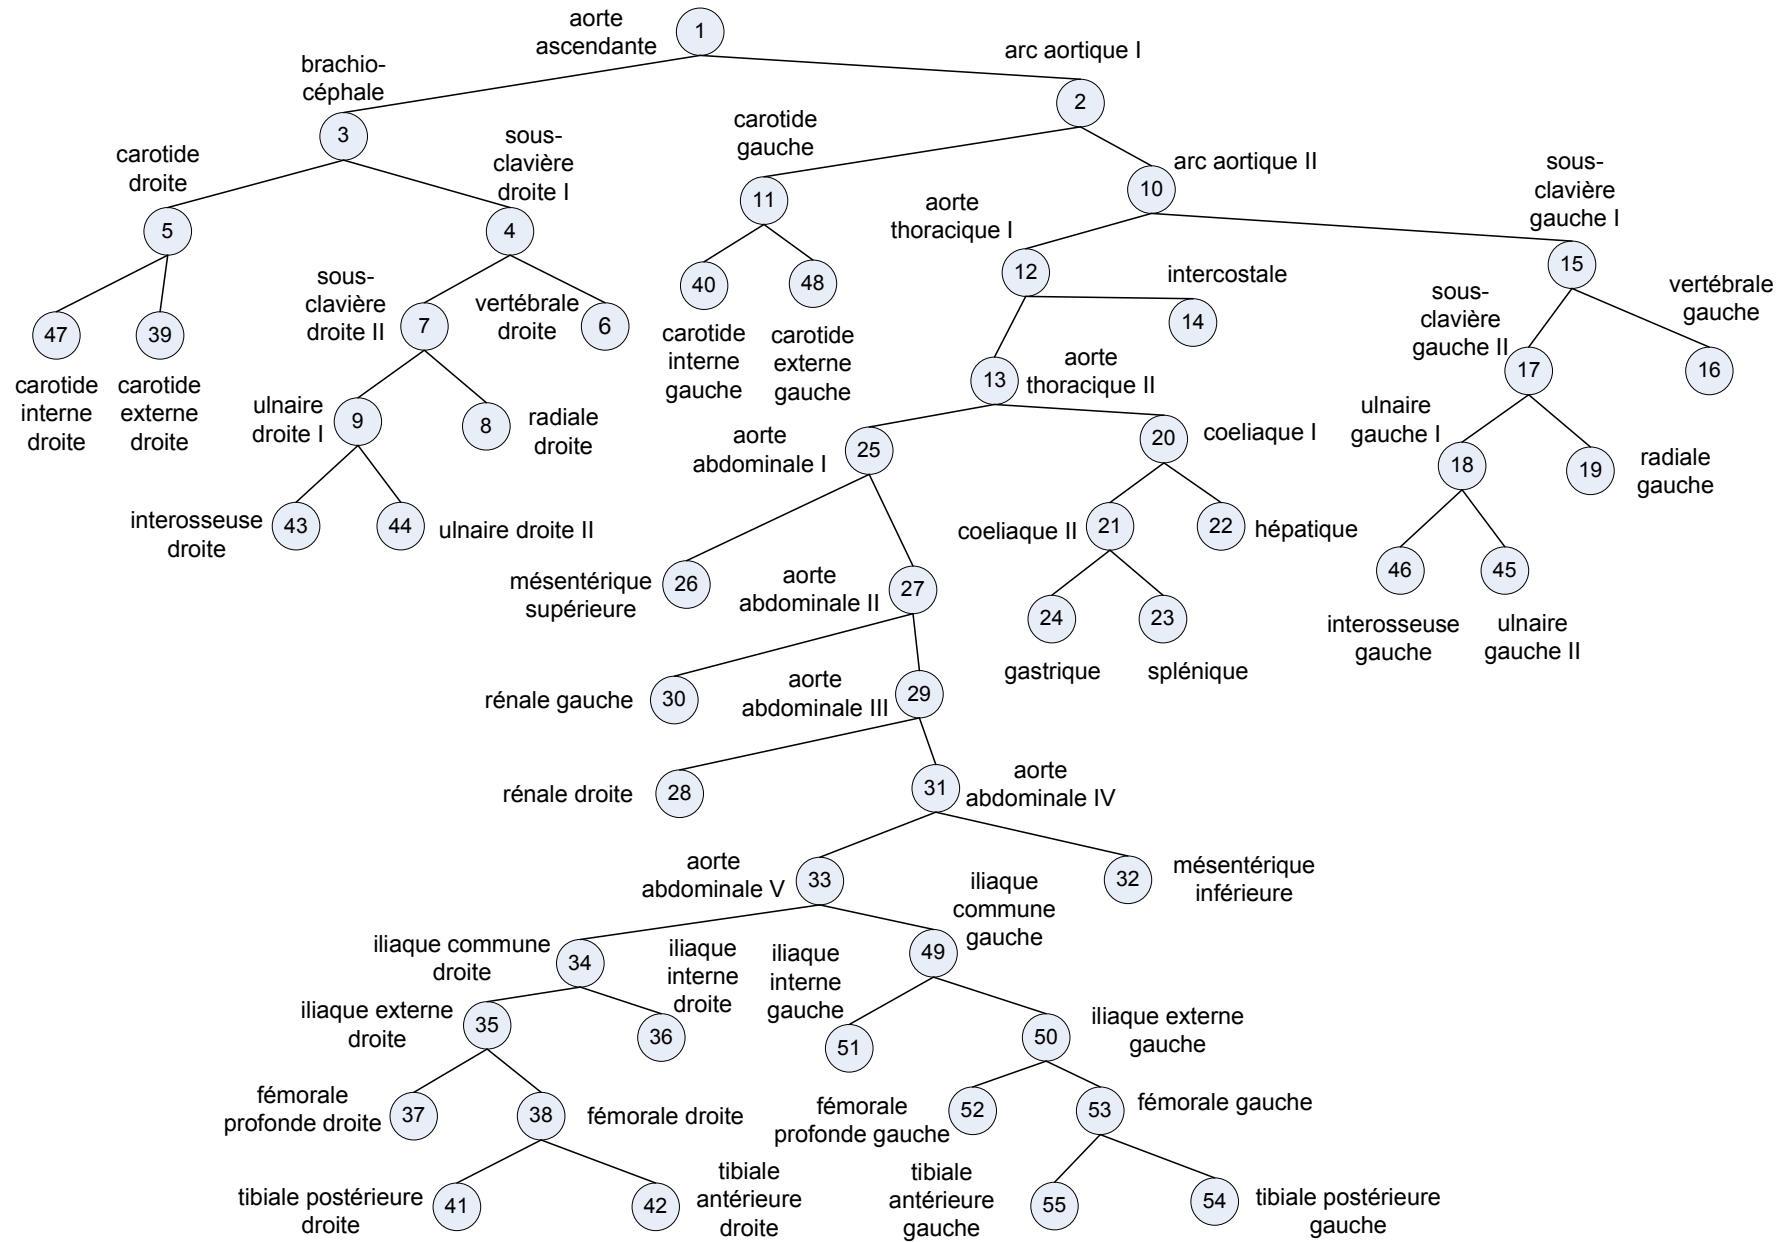 aorte
ascendante
1
arc aortique I
brachio-
céphale
2
3
carotide
gauche
sous-
clavière
droite I
carotide
droite
arc aortique II
sous-
clavière
gauche I
10
11
aorte
thoracique I
5
4
12
intercostale
15
40
48
sous-
clavière
droite II
vertébrale
droite
7
6
14
vertébrale
gauche
sous-
clavière
gauche II
47
39
carotide
interne
gauche
carotide
externe
gauche
13
aorte
thoracique II
17
16
carotide
interne
droite
carotide
externe
droite
ulnaire
droite I
9
8
radiale
droite
aorte
abdominale I
25
20
coeliaque I
ulnaire
gauche I
18
19
radiale
gauche
interosseuse
droite
43
44
ulnaire droite II
coeliaque II
21
22
hépatique
46
45
mésentérique
supérieure
26
aorte
abdominale II
27
24
23
interosseuse
gauche
ulnaire
gauche II
gastrique
splénique
rénale gauche
30
aorte
abdominale III
29
rénale droite
28
31
aorte
abdominale IV
aorte
abdominale V
33
32
mésentérique
inférieure
iliaque
commune
gauche
iliaque commune
droite
34
iliaque
interne
droite
iliaque
interne
gauche
49
iliaque externe
droite
35
36
51
50
iliaque externe
gauche
fémorale
profonde droite
37
38
fémorale droite
fémorale
profonde gauche
52
53
fémorale gauche
tibiale postérieure
droite
41
42
tibiale
antérieure
droite
tibiale
antérieure
gauche
55
54
tibiale postérieure
gauche